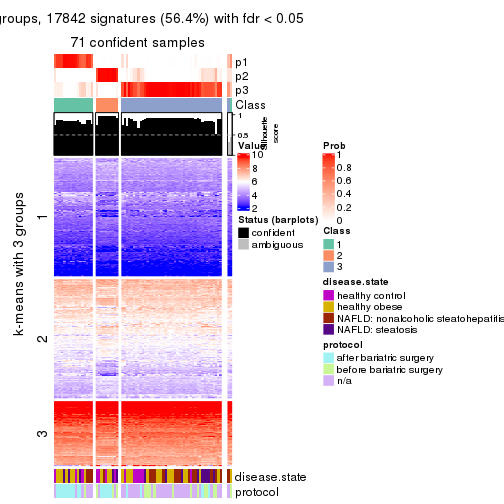 groups, 17842 signatures (56.4%) with fdr < 0.05
71 confident samples
p1
p2
p3
Class
1
0.5
0
Silhouette
score
k-means with 3 groups
1
2
3
disease.state
protocol
Value
10
8
6
4
2
Status (barplots)
confident
ambiguous
Prob
1
0.8
0.6
0.4
0.2
0
Class
1
2
3
disease.state
healthy control
healthy obese
NAFLD: nonalcoholic steatohepatitis
NAFLD: steatosis
protocol
after bariatric surgery
before bariatric surgery
n/a